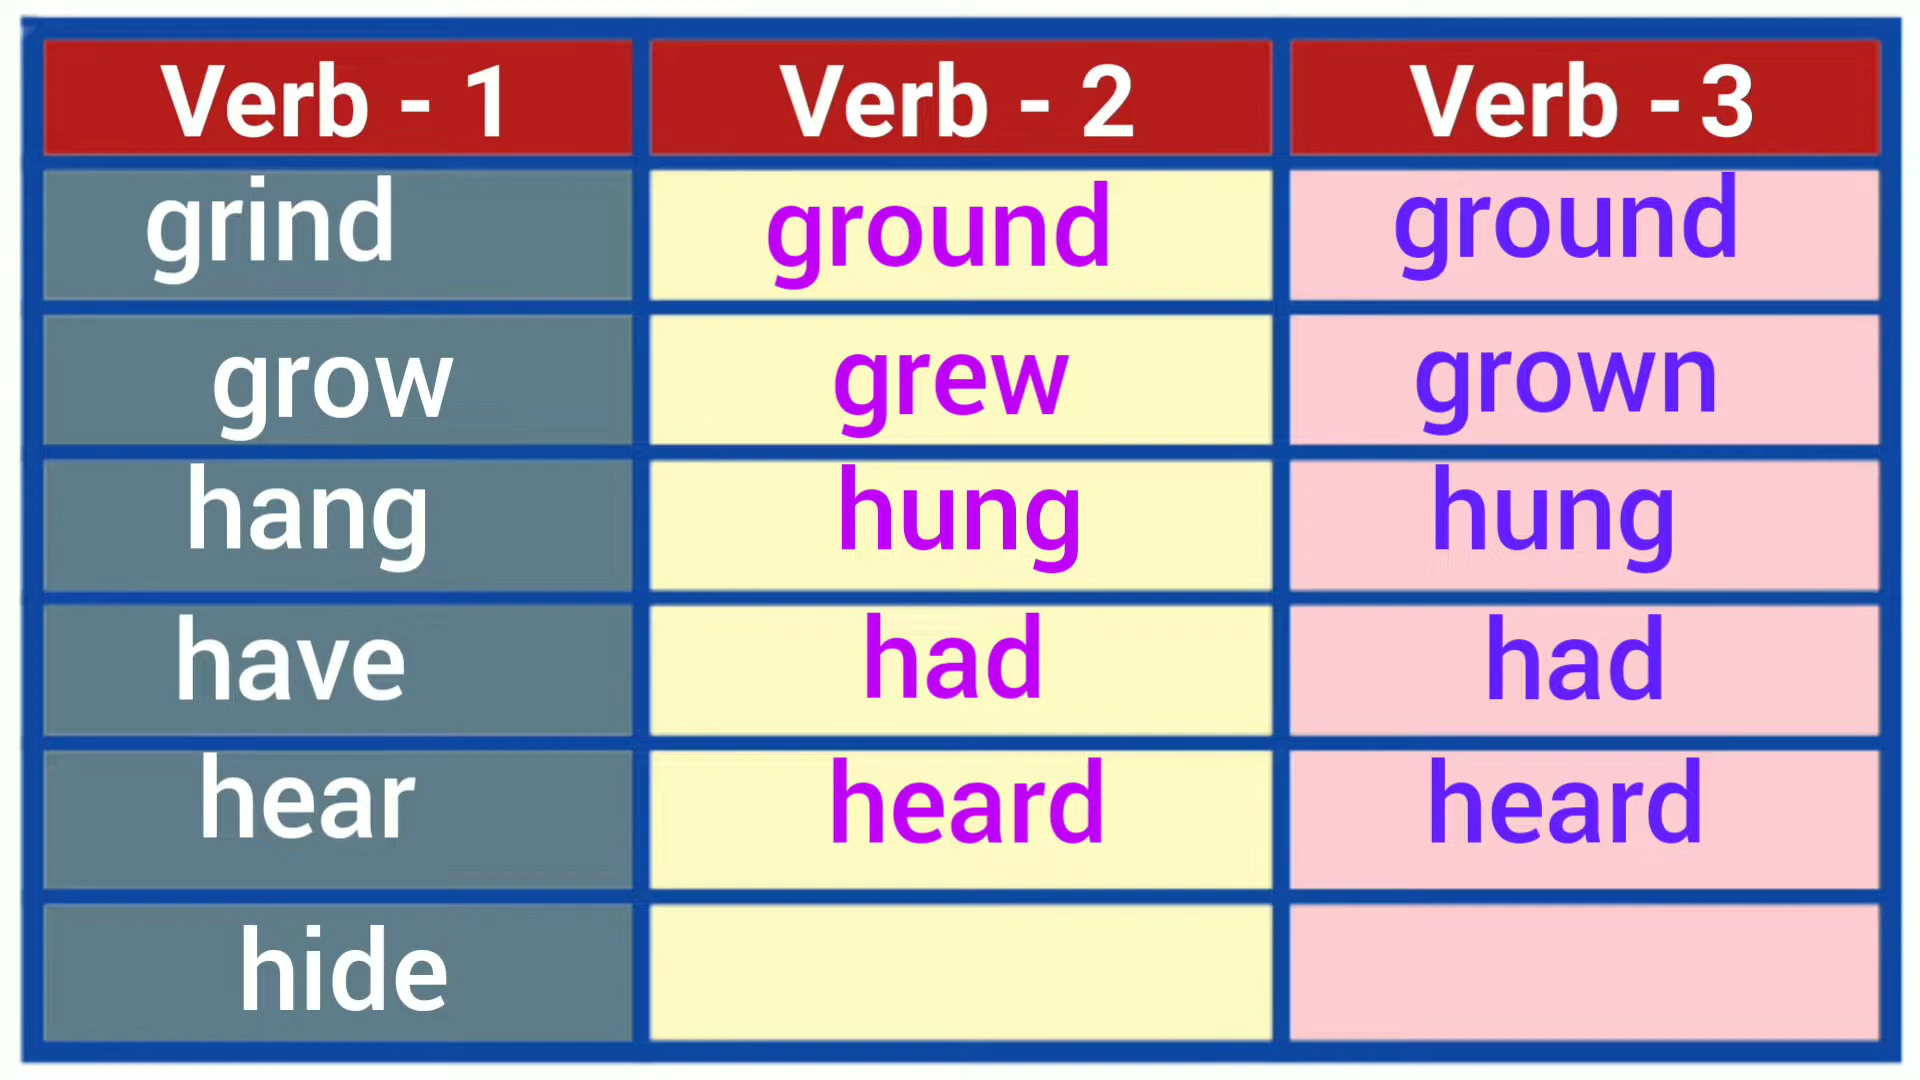 Verb - 1 Verb - 2 Verb - 3
grind ground ground
grow grew grown
hang hung hung
have had had
hear heard heard
hide